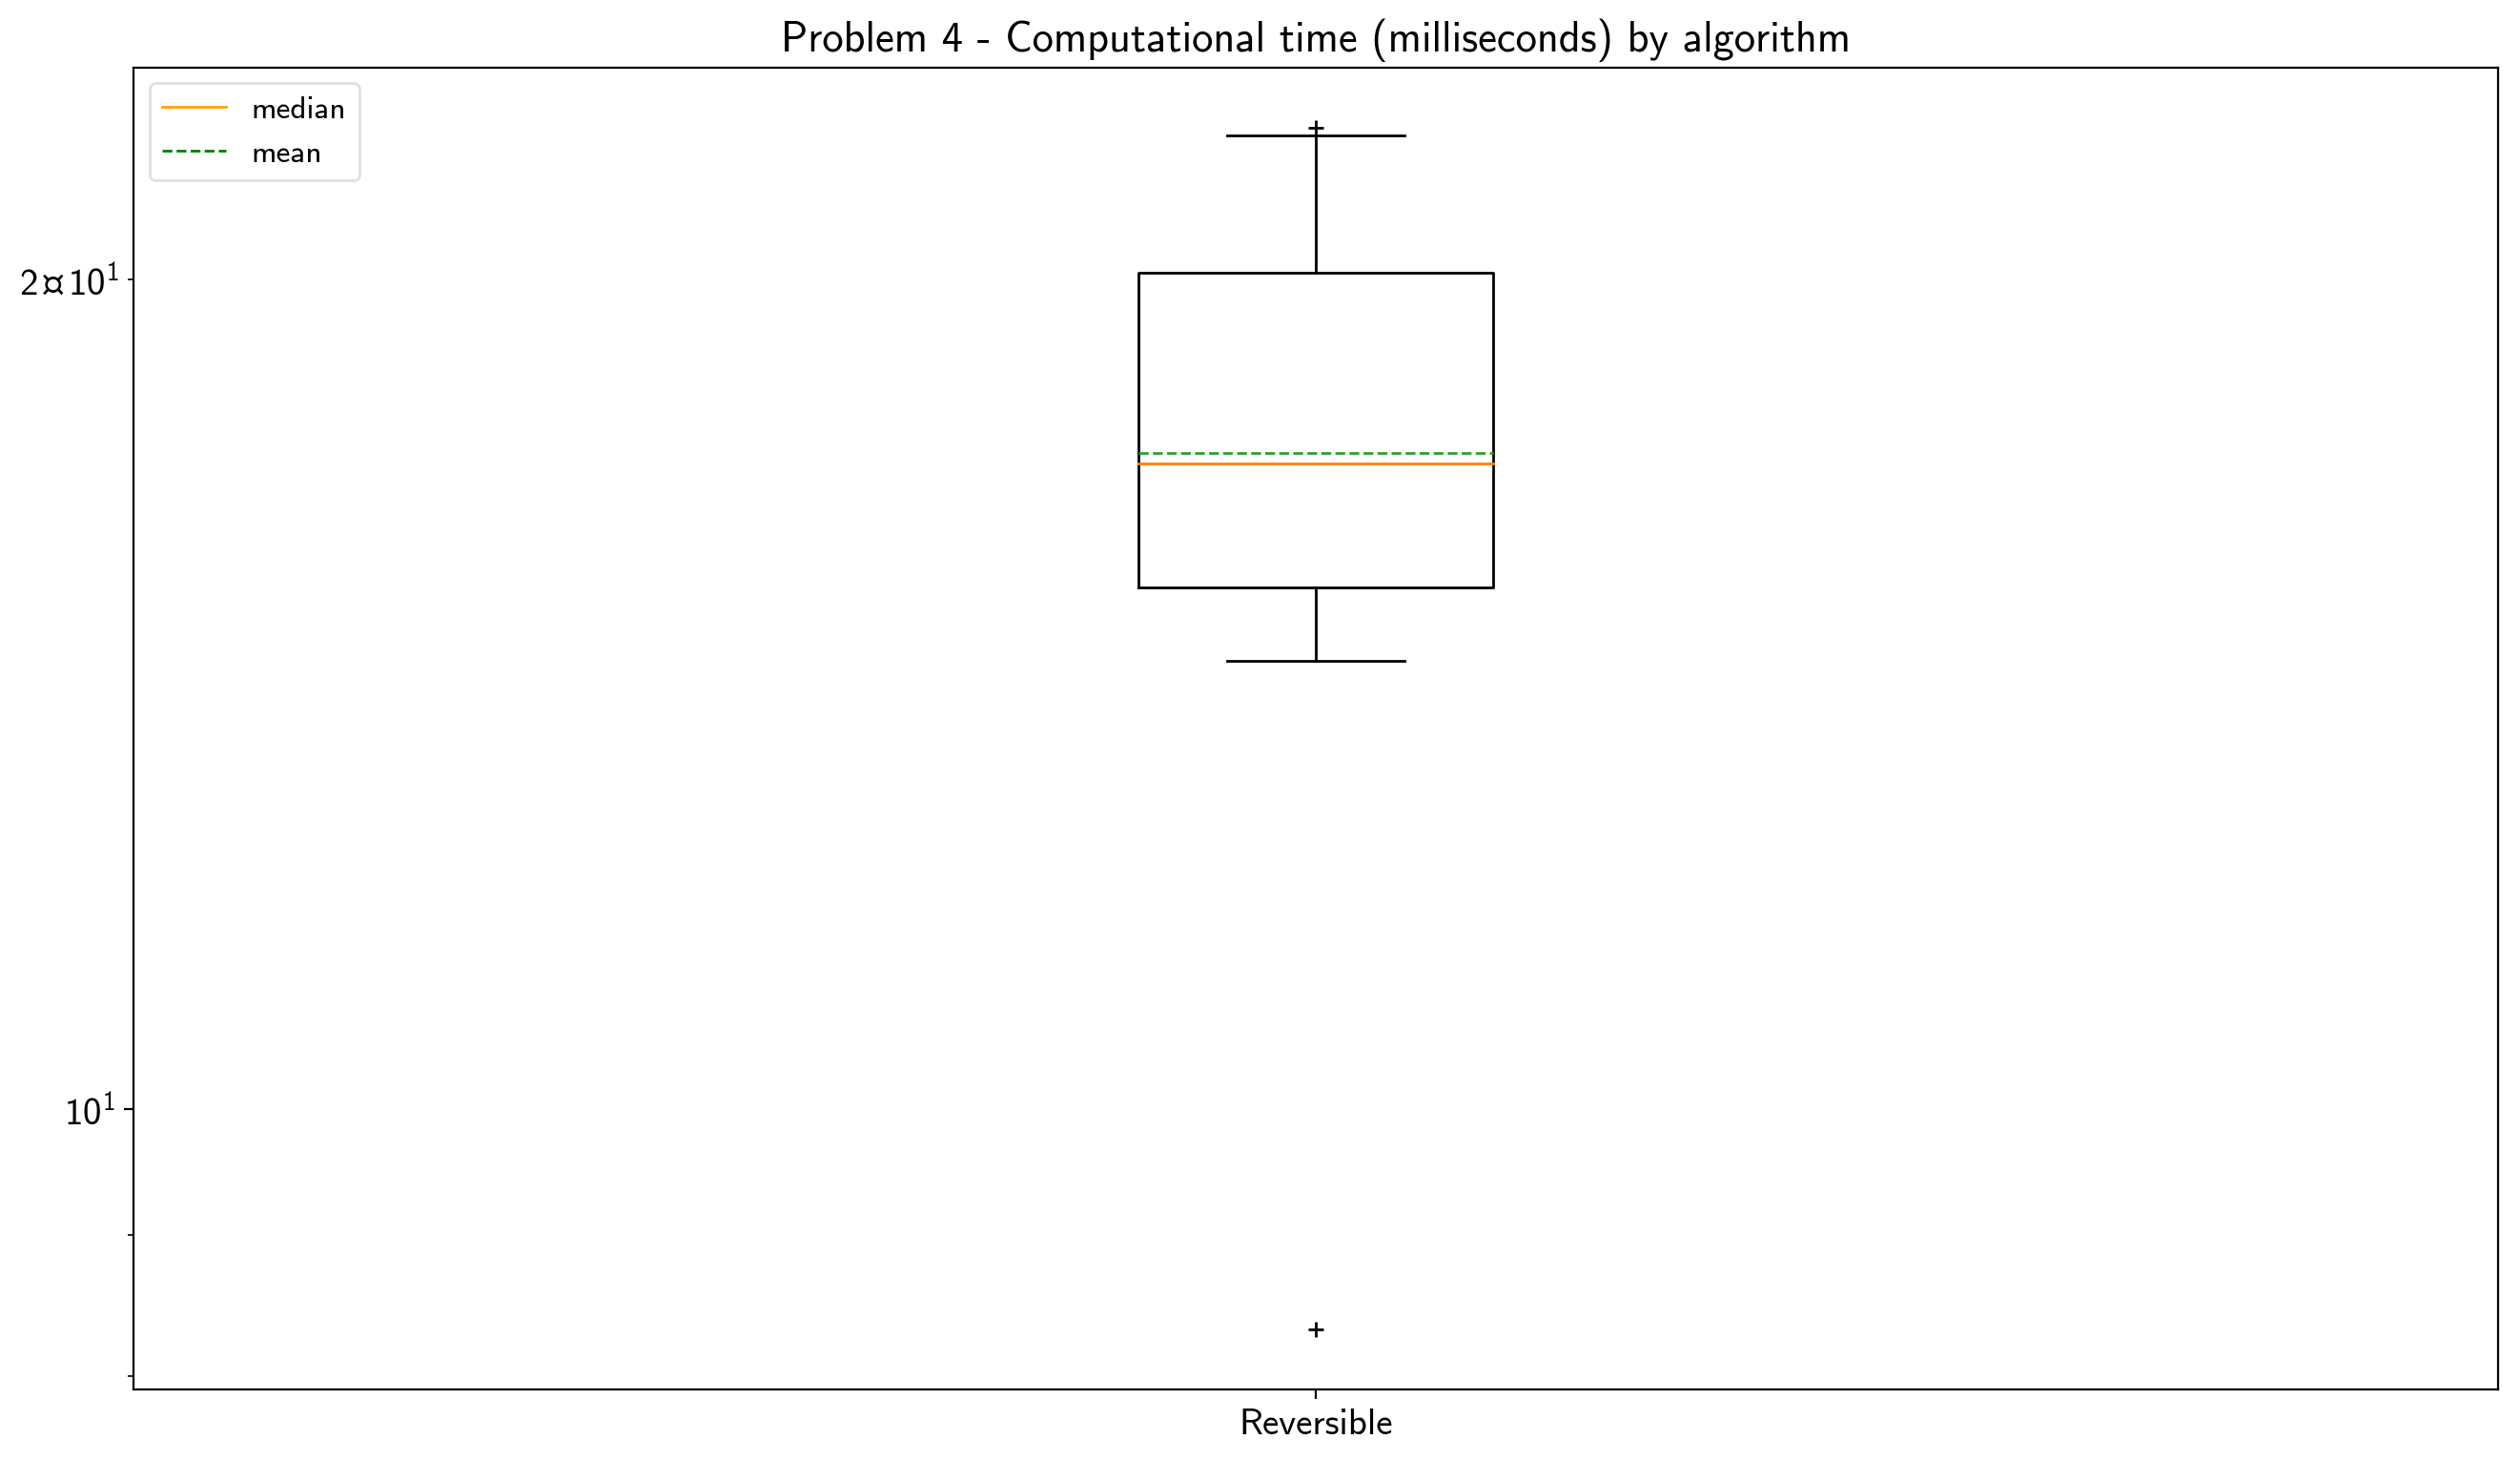 Problem 4 - Computational time (milliseconds) by algorithm
median
mean
2¤10¹
10¹
Reversible